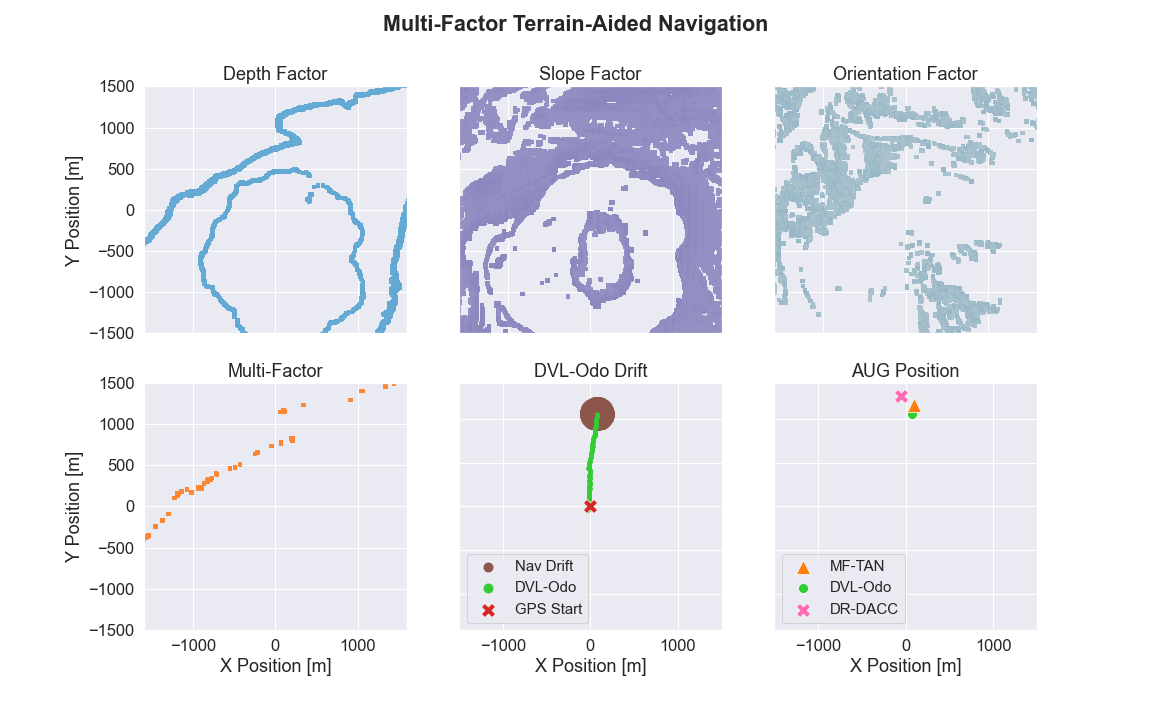 Multi-Factor Terrain-Aided Navigation
Depth Factor
Slope Factor
Orientation Factor
1500
1000
500
0
−500
−1000
−1500
Y Position [m]
Multi-Factor
DVL-Odo Drift
AUG Position
1500
1000
500
0
−500
−1000
−1500
Y Position [m]
Nav Drift
DVL-Odo
GPS Start
MF-TAN
DVL-Odo
DR-DACC
−1000 0 1000
−1000 0 1000
−1000 0 1000
X Position [m]
X Position [m]
X Position [m]